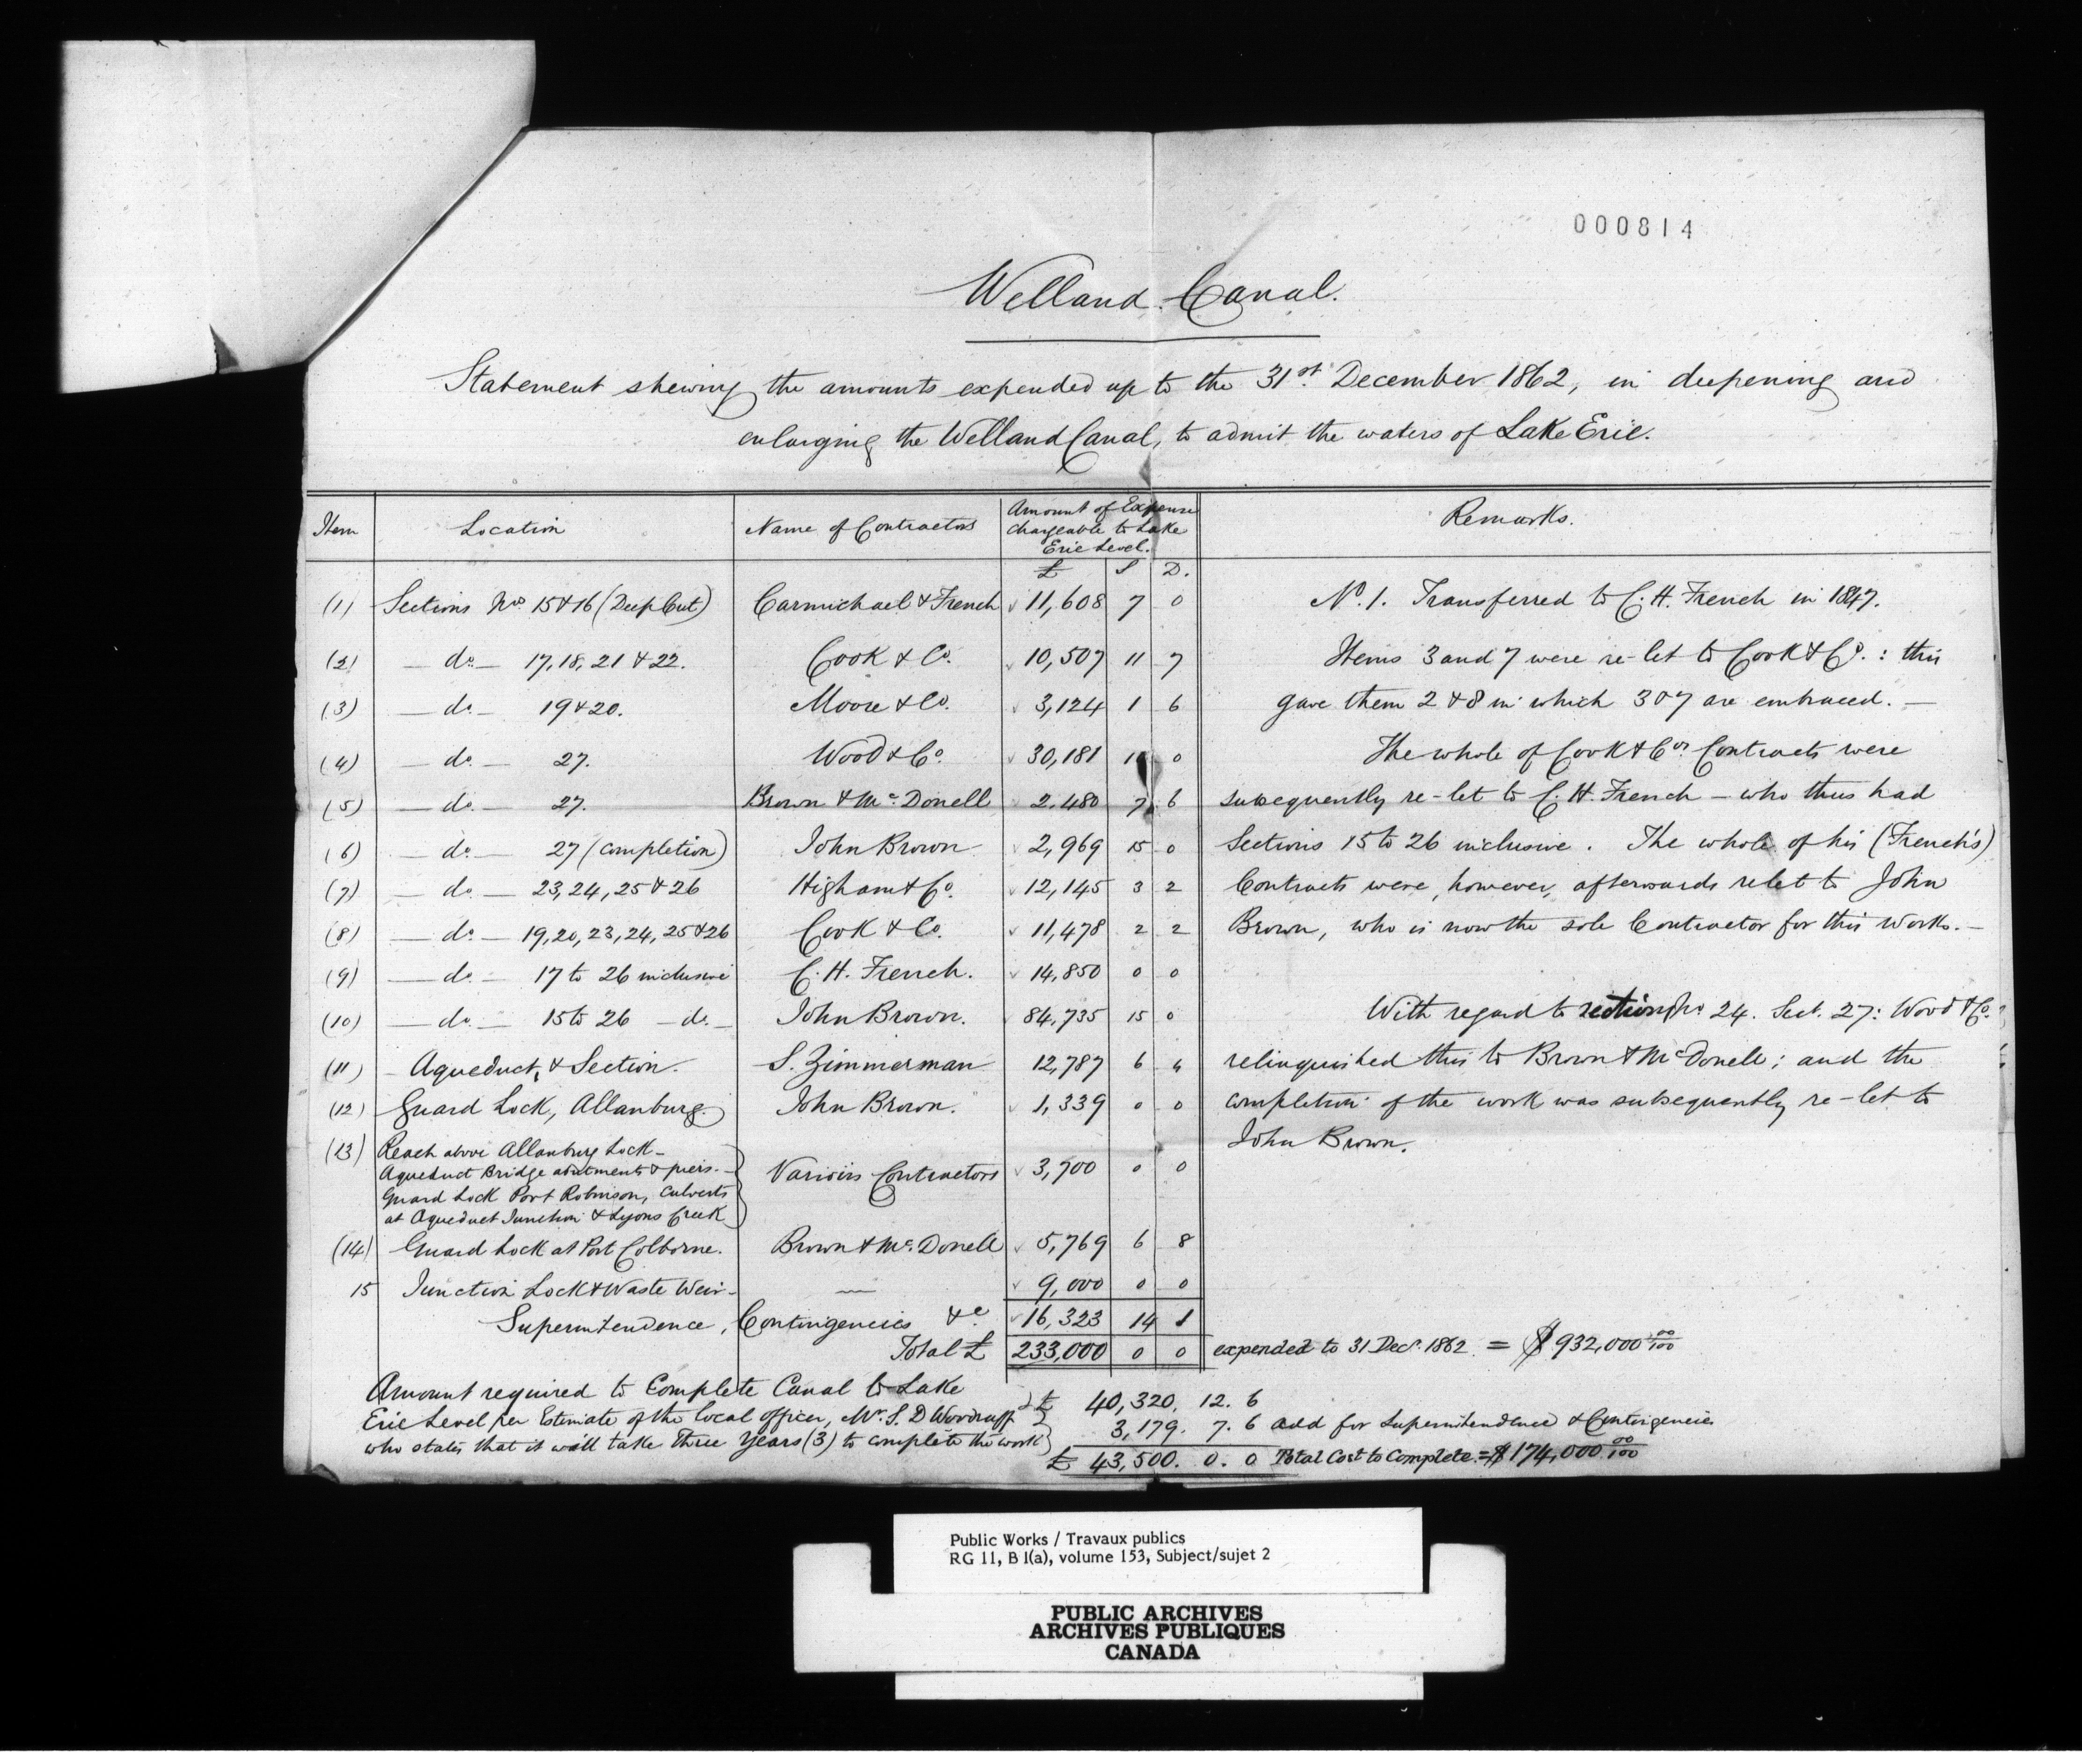 000814
Welland Canal.
Statement shewing the amounts expended up to the 31st. December 1862, in deepening and
enlarging the Welland Canal, to admit the waters of Lake Erie.
Item Location Name of Contractors Amount of Expense chargeable to Lake Erie Level. Remarks.
£ S D.
(1) Sections Nos. 15 & 16 (Deep Cut) Carmichael & French 11,608 7 0 No. 1. Transferred to C. H. French in 1847.
(2) — do — 17, 18, 21 & 22. Cook & Co. 10,507 11 7 Items 3 and 7 were re-let to Cook & Co.: this
(3) — do — 19 & 20. Moore & Co. 3,124 1 6 gave them 2 & 8 in which 3 & 7 are embraced. —
(4) — do — 27. Wood & Co. 30,181 0 The whole of Cook & Cos. Contracts were
(5) — do — 27. Brown & McDonell 2,480 7 6 subsequently re-let to C. H. French — who thus had
(6) — do — 27 (completion) John Brown 2,969 15 0 Sections 15 to 26 inclusive. The whole of his (French's)
(7) — do — 23, 24, 25 & 26 Higham & Co. 12,145 3 2 Contracts were, however, afterwards relet to John
(8) — do — 19, 20, 23, 24, 25 & 26 Cook & Co. 11,478 2 2 Brown, who is now the sole Contractor for this Works. —
(9) — do — 17 to 26 inclusive C. H. French. 14,850 0 0
(10) — do — 15 to 26 — do — John Brown. 84,735 15 0 With regard to section No. 24. Sect. 27: Wood & Co.
(11) Aqueduct, & Section. S. Zimmerman 12,787 6 4 relinquished this to Brown & McDonell; and the
(12) Guard Lock, Allanburg. John Brown. 1,339 0 0 completion of the work was subsequently re-let to
John Brown.
(13) Reach above Allanburg Lock —
Aqueduct Bridge abutments & piers. —
Guard Lock Port Robinson, Culverts
at Aqueduct Junction & Lyons Creek Various Contractors 3,700 0 0
(14) Guard Lock at Port Colborne. Brown & McDonell 5,769 6 8
15 Junction Lock & Waste Weir — 9,000 0 0
Superintendence, Contingencies &c. 16,323 14 1
Total £ 233,000 0 0 expended to 31 Decr. 1862 = $932,000 00/100
Amount required to Complete Canal to Lake
Erie Level per Estimate of the local officer, Mr. S. D Woodruff £ 40,320. 12. 6
who states that it will take Three Years (3) to complete the work 3,179. 7. 6 add for Superintendence & Contingencies
£ 43,500. 0. 0 Total Cost to Complete = $174,000 00/100
Public Works / Travaux publics
RG 11, B 1(a), volume 153, Subject/sujet 2
PUBLIC ARCHIVES
ARCHIVES PUBLIQUES
CANADA